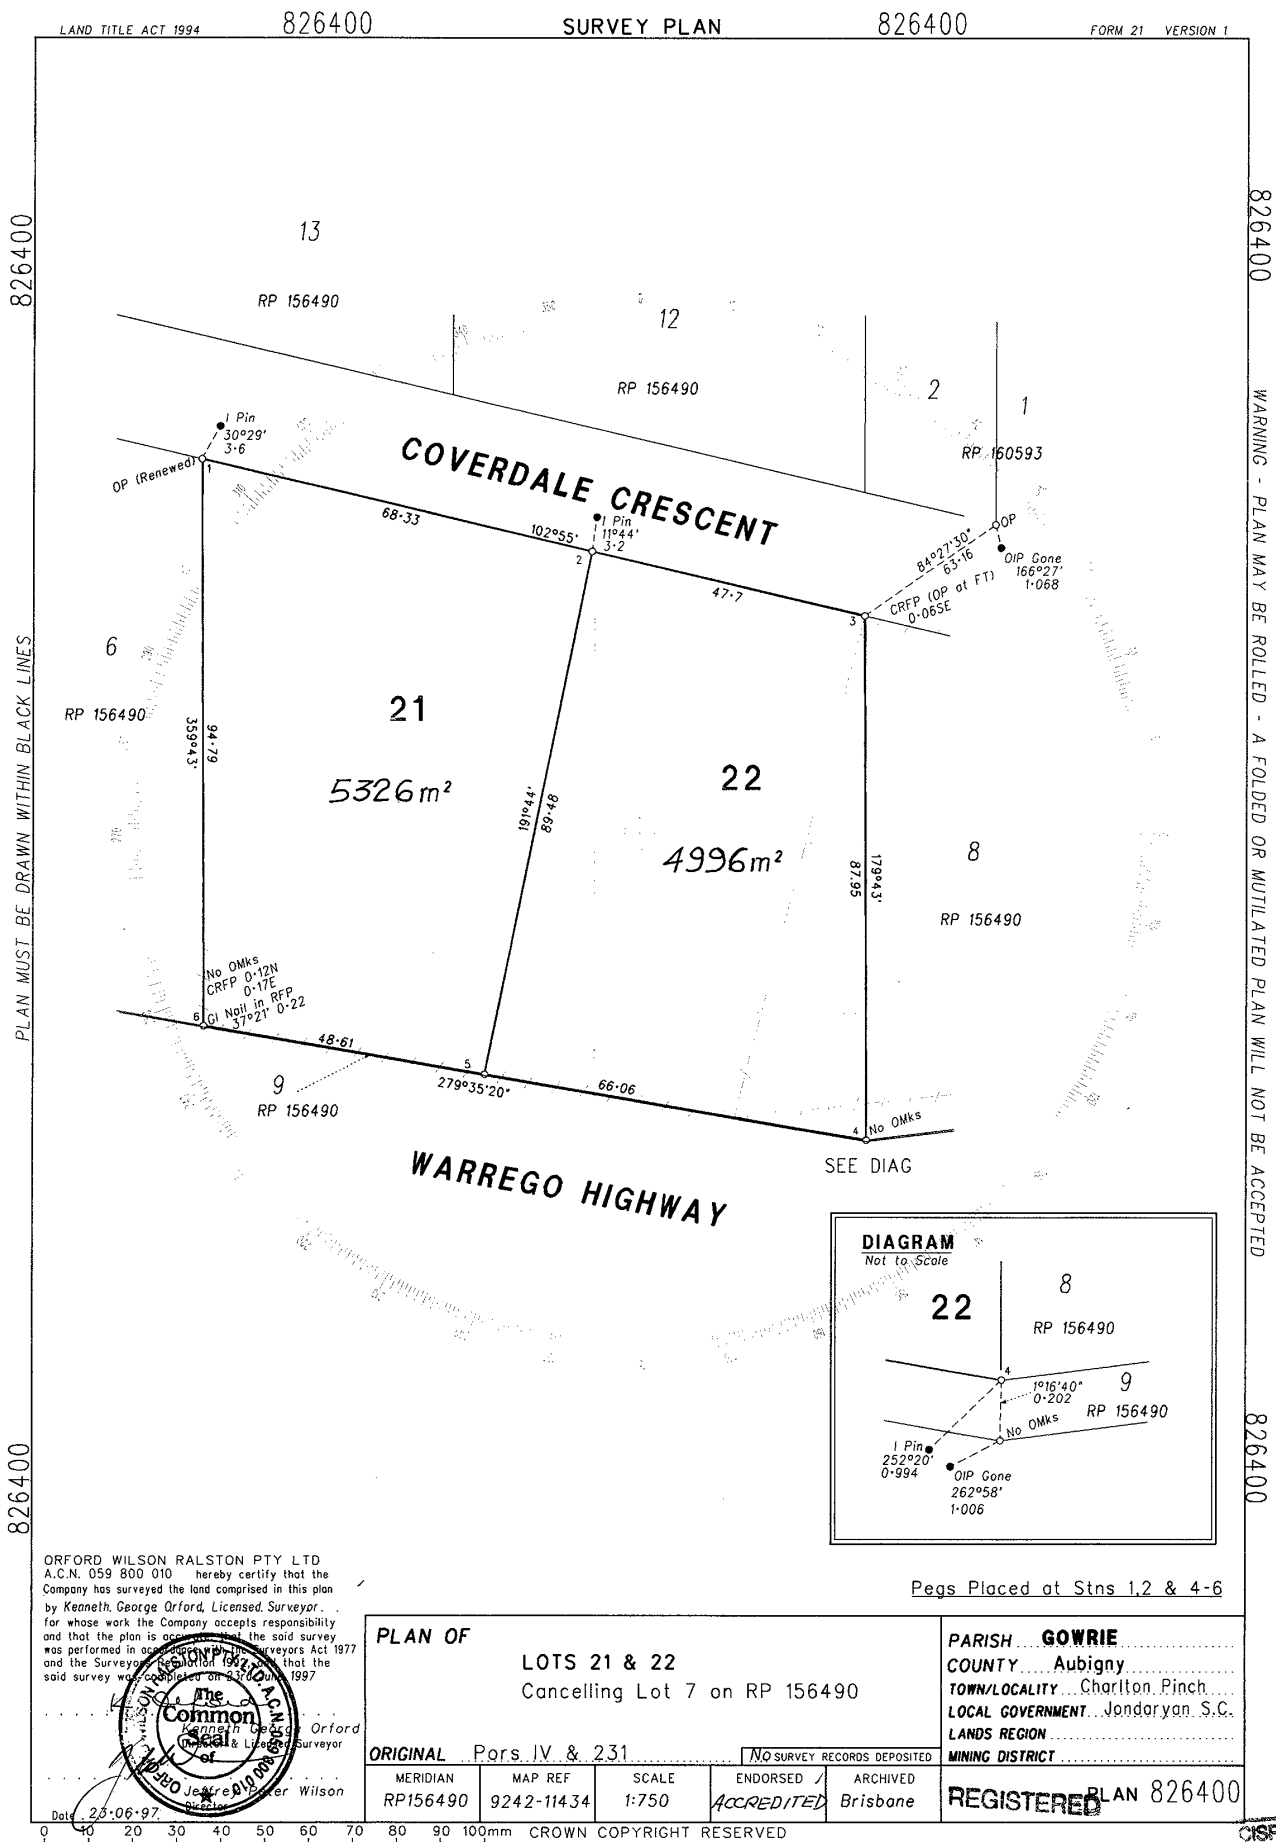 LAND TITLE ACT 1994
826400
SURVEY PLAN
826400
FORM 21 VERSION 1
826400
826400
PLAN MUST BE DRAWN WITHIN BLACK LINES
WARNING - PLAN MAY BE ROLLED - A FOLDED OR MUTILATED PLAN WILL NOT BE ACCEPTED
826400
826400
13
RP 156490
12
RP 156490
2
1
RP 160593
I Pin
30°29'
3·6
OP (Renewed)
1
COVERDALE CRESCENT
68·33
102°55'
I Pin
11°44'
3·2
2
47·7
84°27'30"
63·16
OP
OIP Gone
166°27'
1·068
CRFP (OP at FT)
0·06SE
3
6
RP 156490
359°43'
94·79
21
5326m²
191°44'
89·48
22
4996m²
87.95
179°43'
8
RP 156490
No OMks
CRFP 0·12N
0·17E
GI Nail in RFP
37°21' 0·22
6
48·61
5
279°35'20"
66·06
9
RP 156490
4
No OMks
SEE DIAG
WARREGO HIGHWAY
DIAGRAM
Not to Scale
22
8
RP 156490
4
1°16'40"
0·202
9
RP 156490
No OMks
I Pin
252°20'
0·994
OIP Gone
262°58'
1·006
Pegs Placed at Stns 1,2 & 4-6
ORFORD WILSON RALSTON PTY LTD
A.C.N. 059 800 010 hereby certify that the
Company has surveyed the land comprised in this plan
by Kenneth. George Orford, Licensed. Surveyor.
for whose work the Company accepts responsibility
and that the plan is accurate, that the said survey
was performed in accordance with the Surveyors Act 1977
and the Surveyors Regulation 1992 and that the
said survey was completed on 23rd June 1997
The
Common
Seal
of
Kenneth George Orford
Director & Licensed Surveyor
Jeffrey Peter Wilson
Director
Date 23·06·97
PLAN OF
LOTS 21 & 22
Cancelling Lot 7 on RP 156490
ORIGINAL Pors IV & 231
No SURVEY RECORDS DEPOSITED
MERIDIAN
RP156490
MAP REF
9242-11434
SCALE
1:750
ENDORSED
ACCREDITED
ARCHIVED
Brisbane
PARISH GOWRIE
COUNTY Aubigny
TOWN/LOCALITY Charlton Pinch
LOCAL GOVERNMENT Jondaryan S.C.
LANDS REGION
MINING DISTRICT
REGISTERED PLAN 826400
0 10 20 30 40 50 60 70 80 90 100mm
CROWN COPYRIGHT RESERVED